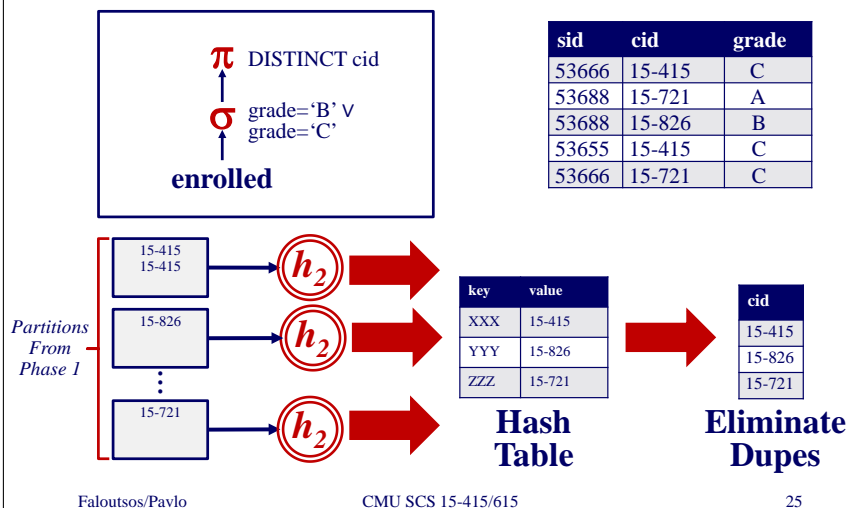 π DISTINCT cid
σ grade=‘B’ ∨
grade=‘C’
enrolled
sid cid grade
53666 15-415 C
53688 15-721 A
53688 15-826 B
53655 15-415 C
53666 15-721 C
Partitions
From
Phase 1
15-415
15-415
h2
15-826
h2
⋮
15-721
h2
key value
XXX 15-415
YYY 15-826
ZZZ 15-721
Hash
Table
cid
15-415
15-826
15-721
Eliminate
Dupes
Faloutsos/Pavlo CMU SCS 15-415/615 25